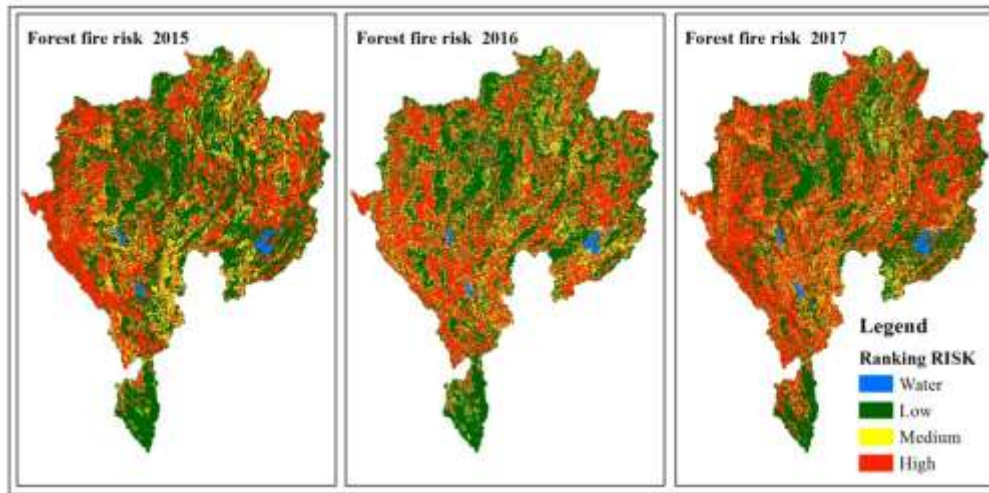 Forest fire risk 2015
Forest fire risk 2016
Forest fire risk 2017
Legend
Ranking RISK
Water
Low
Medium
High